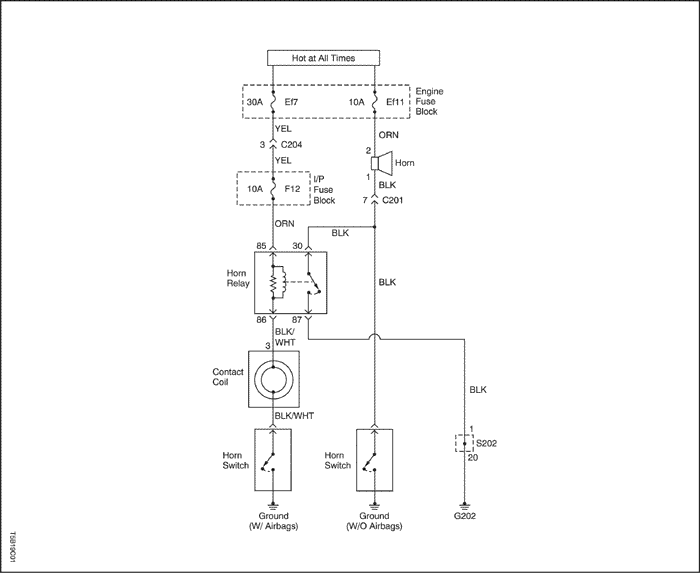 Hot at All Times
30A
Ef7
10A
Ef11
Engine
Fuse
Block
YEL
ORN
3
C204
2
Horn
YEL
1
BLK
10A
F12
I/P
Fuse
Block
7
C201
ORN
BLK
85
30
Horn
Relay
BLK
86
87
BLK/
WHT
3
Contact
Coil
BLK
BLK/WHT
1
S202
20
Horn
Switch
Horn
Switch
Ground
(W/ Airbags)
Ground
(W/O Airbags)
G202
T5B19C01